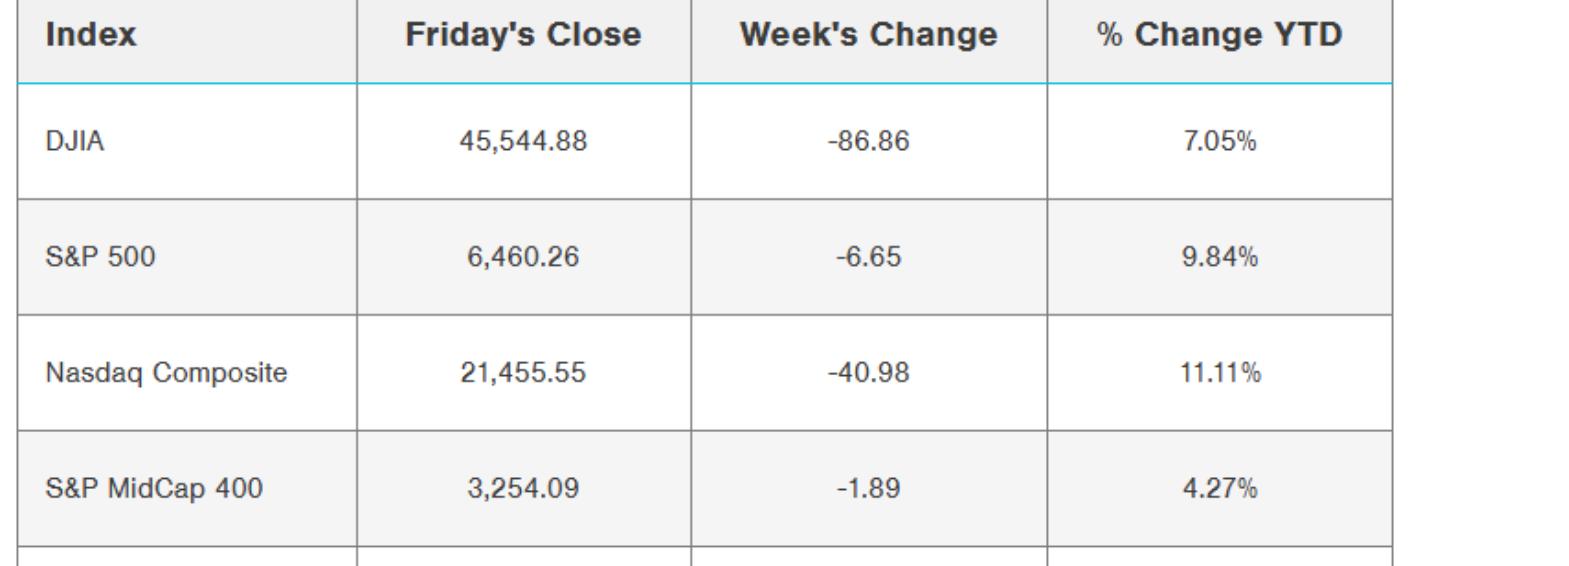 Index Friday's Close Week's Change % Change YTD
DJIA 45,544.88 -86.86 7.05%
S&P 500 6,460.26 -6.65 9.84%
Nasdaq Composite 21,455.55 -40.98 11.11%
S&P MidCap 400 3,254.09 -1.89 4.27%